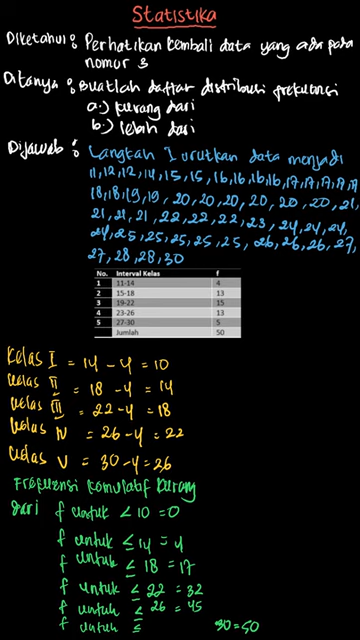 Statistika
Diketahui : Perhatikan kembali data yang ada pada
nomor 3
Ditanya : Buatlah daftar distribusi frekuensi
a.) kurang dari
b.) lebih dari
Dijawab : Langkah I urutkan data menjadi
11, 12, 12, 14, 15, 15, 16, 16, 16, 16, 17, 17, 17, 17, 17
18, 18, 19, 19, 20, 20, 20, 20, 20, 20, 21,
21, 21, 21, 22, 22, 22, 23, 24, 24, 24,
24, 25, 25, 25, 25, 25, 26, 26, 26, 27,
27, 28, 28, 30
No. Interval Kelas f
1 11-14 4
2 15-18 13
3 19-22 15
4 23-26 13
5 27-30 5
Jumlah 50
Kelas I = 14 - 4 = 10
Kelas II = 18 - 4 = 14
Kelas III = 22 - 4 = 18
Kelas IV = 26 - 4 = 22
Kelas V = 30 - 4 = 26
Frekuensi Komulatif Kurang
dari f untuk < 10 = 0
f untuk ≤ 14 = 4
f untuk ≤ 18 = 17
f untuk ≤ 22 = 32
f untuk ≤ 26 = 45
f untuk ≤ 30 = 50